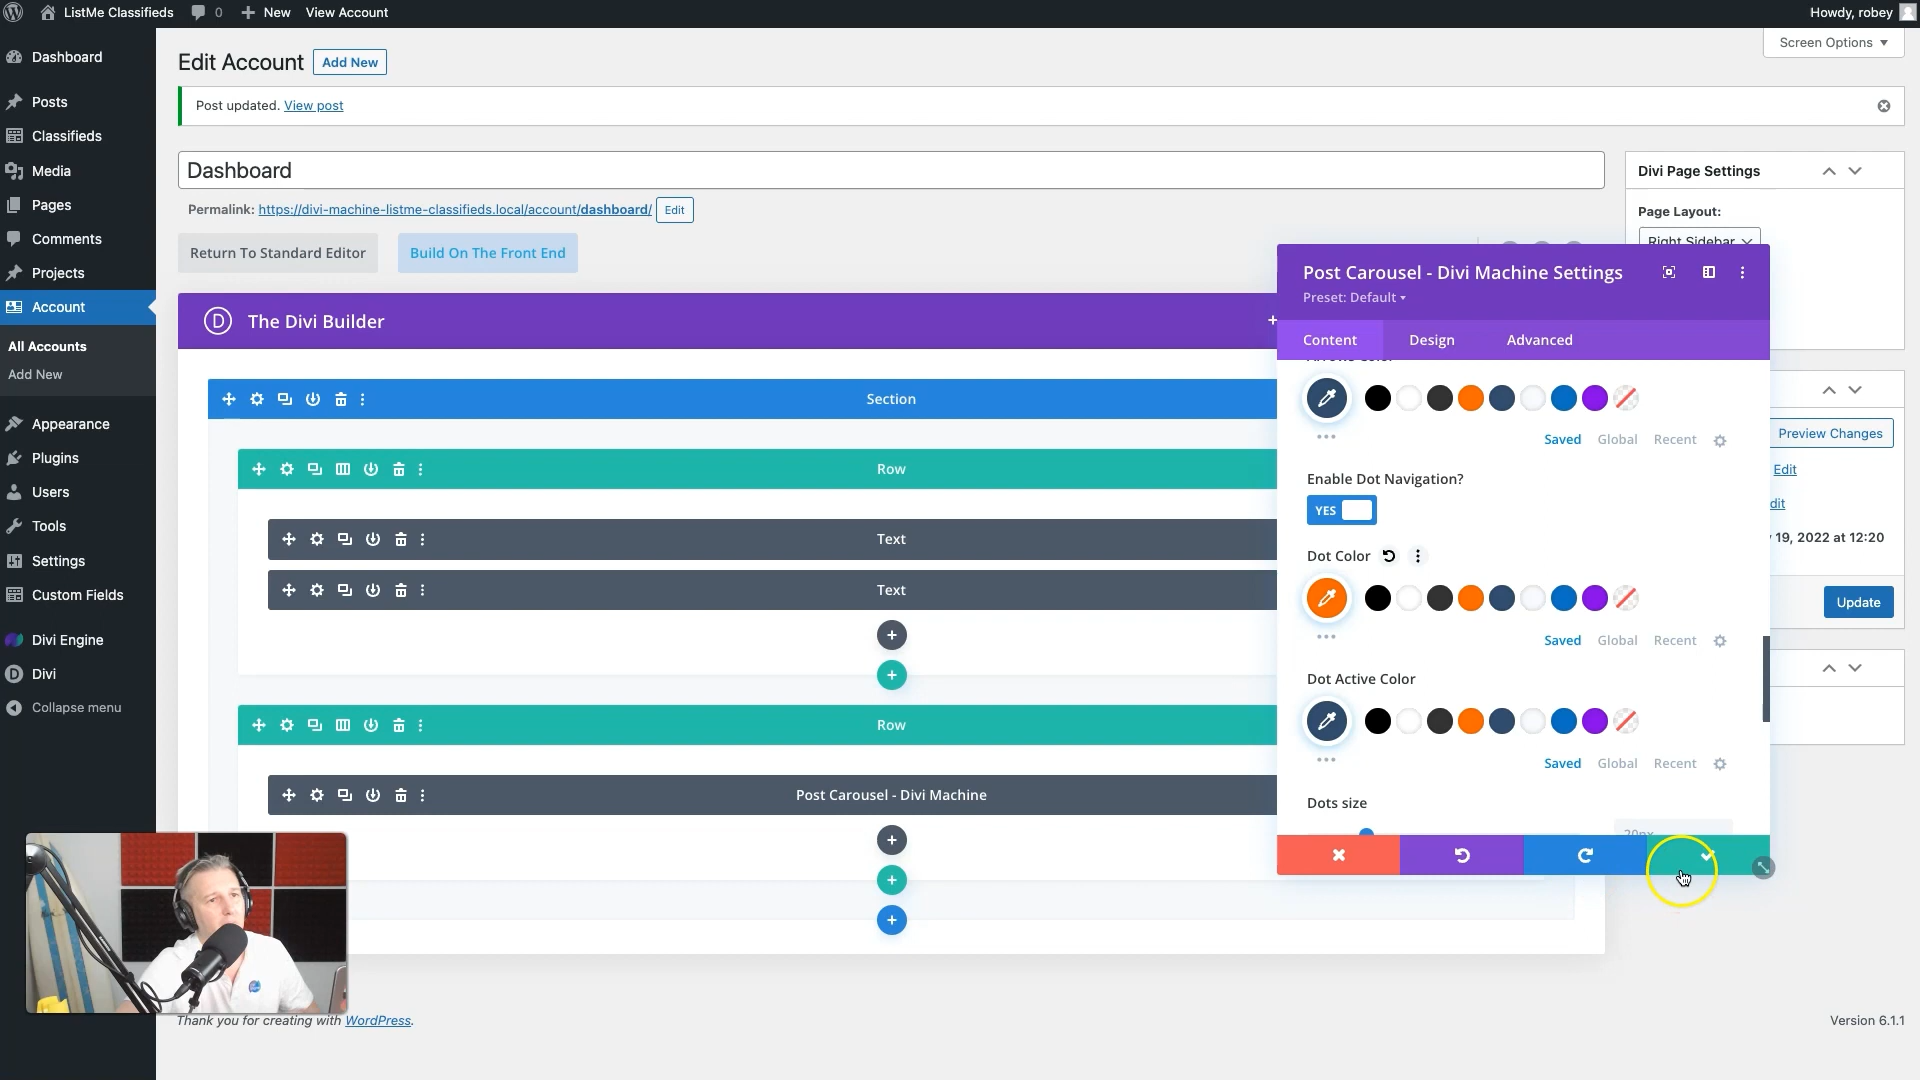 ListMe Classifieds
0
New
View Account
Howdy, robey
Screen Options
Dashboard
Posts
Classifieds
Media
Pages
Comments
Projects
Account
All Accounts
Add New
Appearance
Plugins
Users
Tools
Settings
Custom Fields
Divi Engine
Divi
Collapse menu
Edit Account
Add New
Post updated. View post
Dashboard
Permalink: https://divi-machine-listme-classifieds.local/account/dashboard/ Edit
Return To Standard Editor
Build On The Front End
D The Divi Builder
Section
Row
Text
Text
Row
Post Carousel - Divi Machine
Divi Page Settings
Page Layout:
Right Sidebar
Post Carousel - Divi Machine Settings
Preset: Default
Content
Design
Advanced
Arrows Color
Saved Global Recent
Enable Dot Navigation?
YES
Dot Color
Saved Global Recent
Dot Active Color
Saved Global Recent
Dots size
20px
Preview Changes
Edit
dit
19, 2022 at 12:20
Update
Thank you for creating with WordPress.
Version 6.1.1